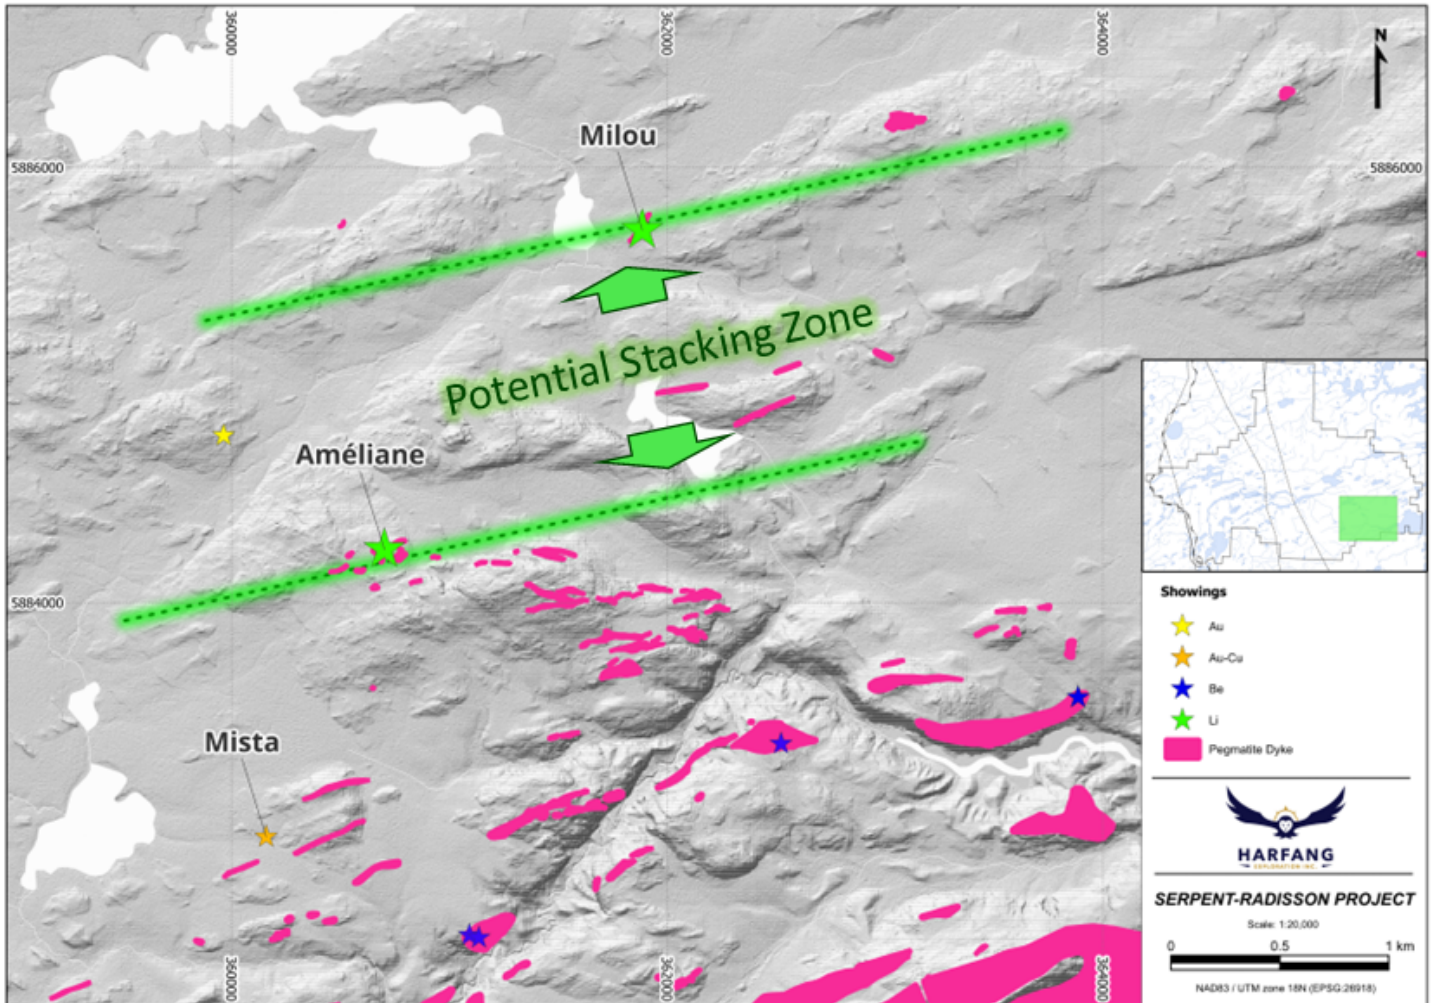 360000
362000
364000
N
Milou
5886000
5886000
Potential Stacking Zone
Améliane
5884000
Mista
Showings
Au
Au-Cu
Be
Li
Pegmatite Dyke
HARFANG
EXPLORATION INC.
SERPENT-RADISSON PROJECT
Scale: 1:20,000
0 0.5 1 km
NAD83 / UTM zone 18N (EPSG:26918)
360000
362000
364000